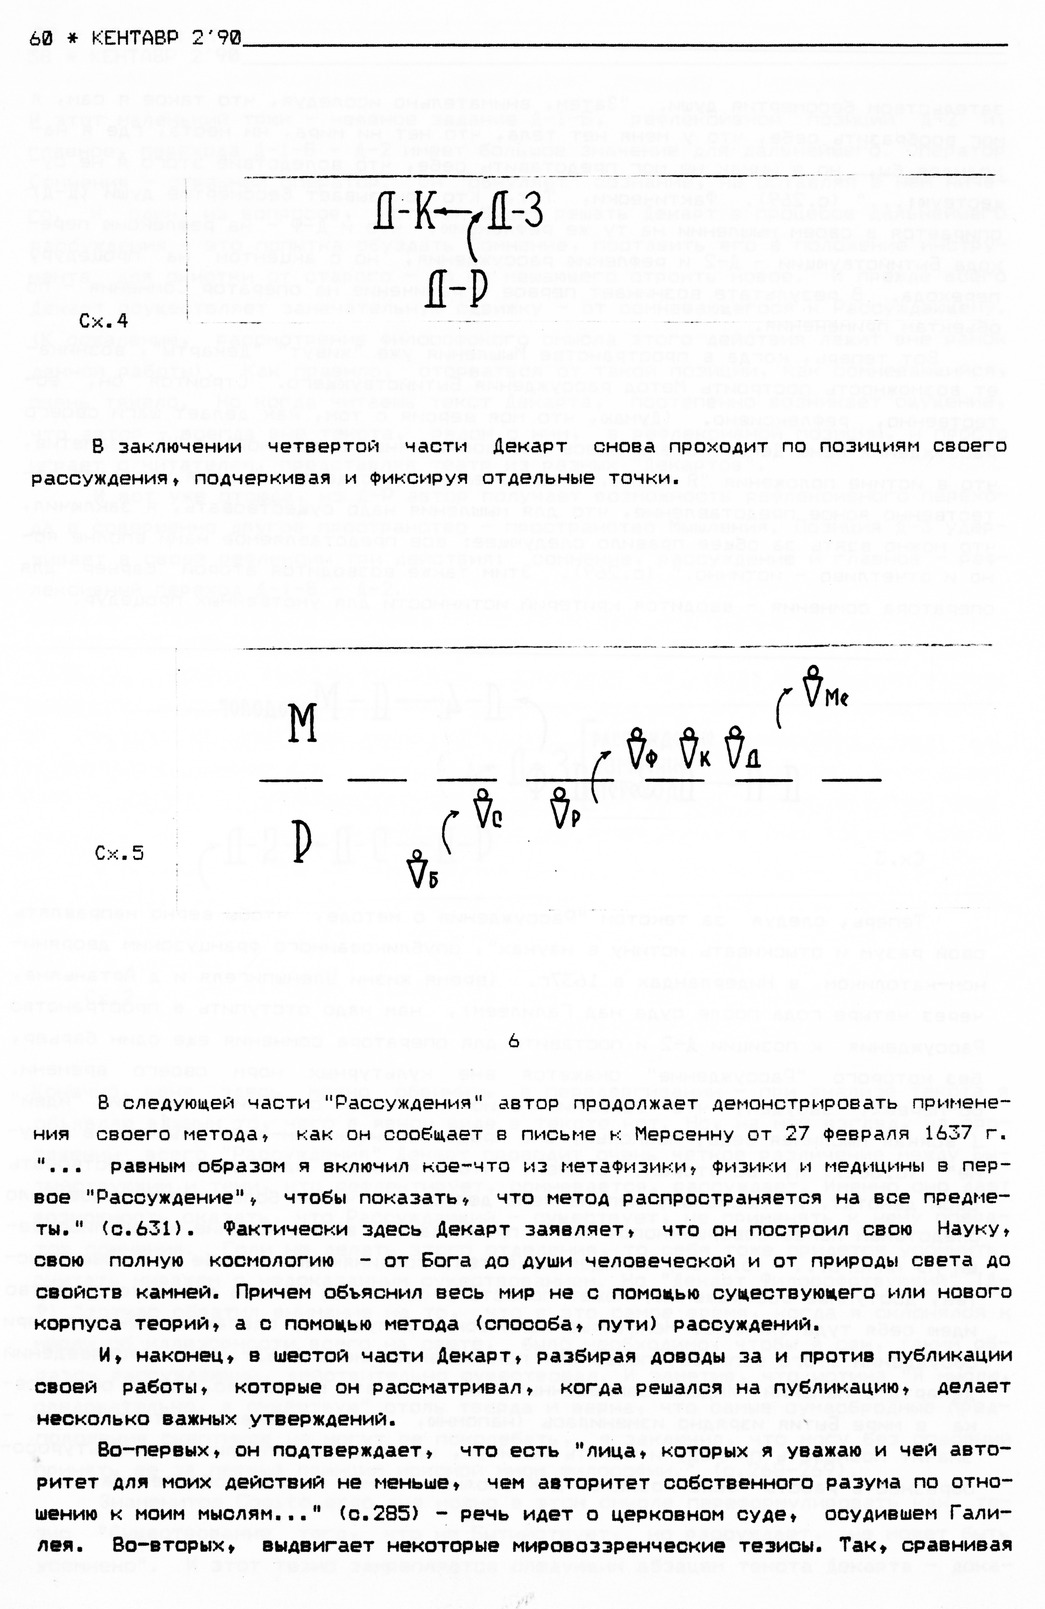 60 * КЕНТАВР 2'90
Д-К Д-З
Д-Р
Сх.4
В заключении четвертой части Декарт снова проходит по позициям своего
рассуждения, подчеркивая и фиксируя отдельные точки.
Ме
М
Ф К Д
С Р
Р
Сх.5
Б
6
В следующей части "Рассуждения" автор продолжает демонстрировать примене-
ния своего метода, как он сообщает в письме к Мерсенну от 27 февраля 1637 г.
"... равным образом я включил кое-что из метафизики, физики и медицины в пер-
вое "Рассуждение", чтобы показать, что метод распространяется на все предме-
ты." (с.631). Фактически здесь Декарт заявляет, что он построил свою Науку,
свою полную космологию - от Бога до души человеческой и от природы света до
свойств камней. Причем объяснил весь мир не с помощью существующего или нового
корпуса теорий, а с помощью метода (способа, пути) рассуждений.
И, наконец, в шестой части Декарт, разбирая доводы за и против публикации
своей работы, которые он рассматривал, когда решался на публикацию, делает
несколько важных утверждений.
Во-первых, он подтверждает, что есть "лица, которых я уважаю и чей авто-
ритет для моих действий не меньше, чем авторитет собственного разума по отно-
шению к моим мыслям..." (с.285) - речь идет о церковном суде, осудившем Гали-
лея. Во-вторых, выдвигает некоторые мировоззренческие тезисы. Так, сравнивая